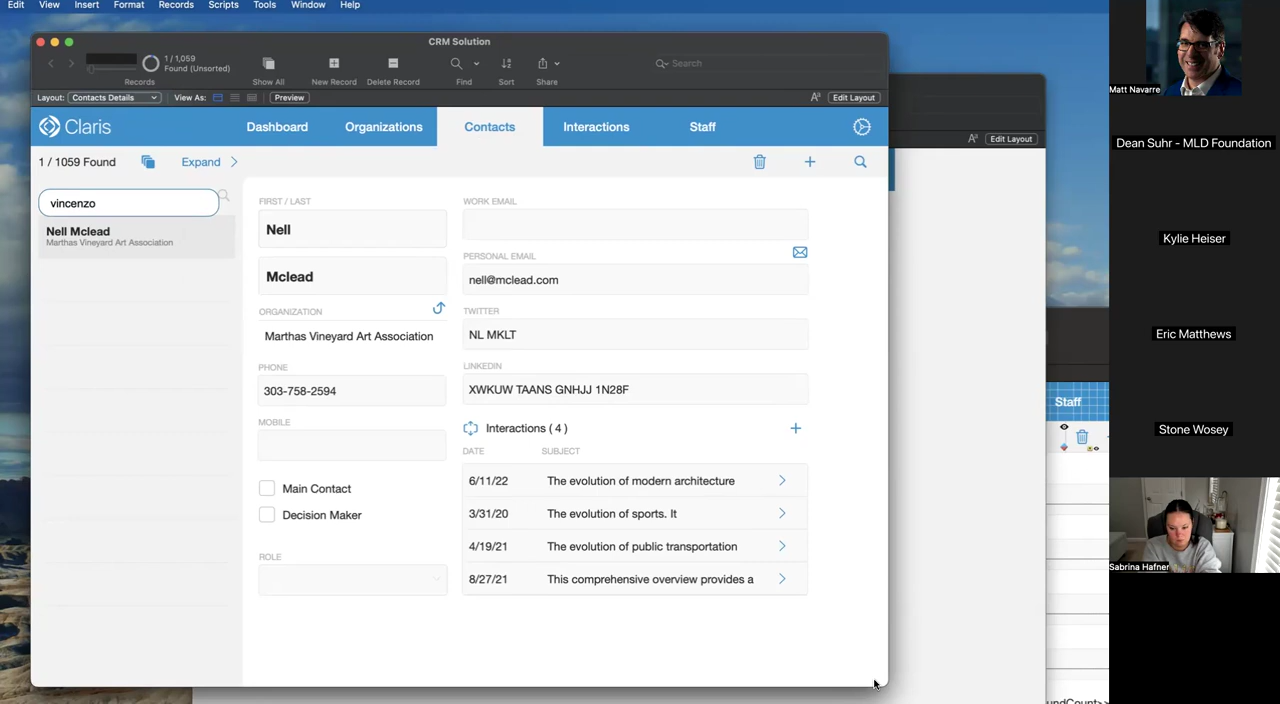 Edit View Insert Format Records Scripts Tools Window Help
CRM Solution
1 / 1,059
Found (Unsorted)
Search
Records Show All New Record Delete Record Find Sort Share
Layout: Contacts Details View As: Preview Edit Layout
Edit Layout
Claris Dashboard Organizations Contacts Interactions Staff
1 / 1059 Found Expand
vincenzo
Nell Mclead
Marthas Vineyard Art Association
FIRST / LAST
Nell
Mclead
ORGANIZATION
Marthas Vineyard Art Association
PHONE
303-758-2594
MOBILE
Main Contact
Decision Maker
ROLE
WORK EMAIL
PERSONAL EMAIL
nell@mclead.com
TWITTER
NL MKLT
LINKEDIN
XWKUW TAANS GNHJJ 1N28F
Interactions ( 4 )
DATE SUBJECT
6/11/22 The evolution of modern architecture
3/31/20 The evolution of sports. It
4/19/21 The evolution of public transportation
8/27/21 This comprehensive overview provides a
Staff
undCount>>
Matt Navarre
Dean Suhr - MLD Foundation
Kylie Heiser
Eric Matthews
Stone Wosey
Sabrina Hafner